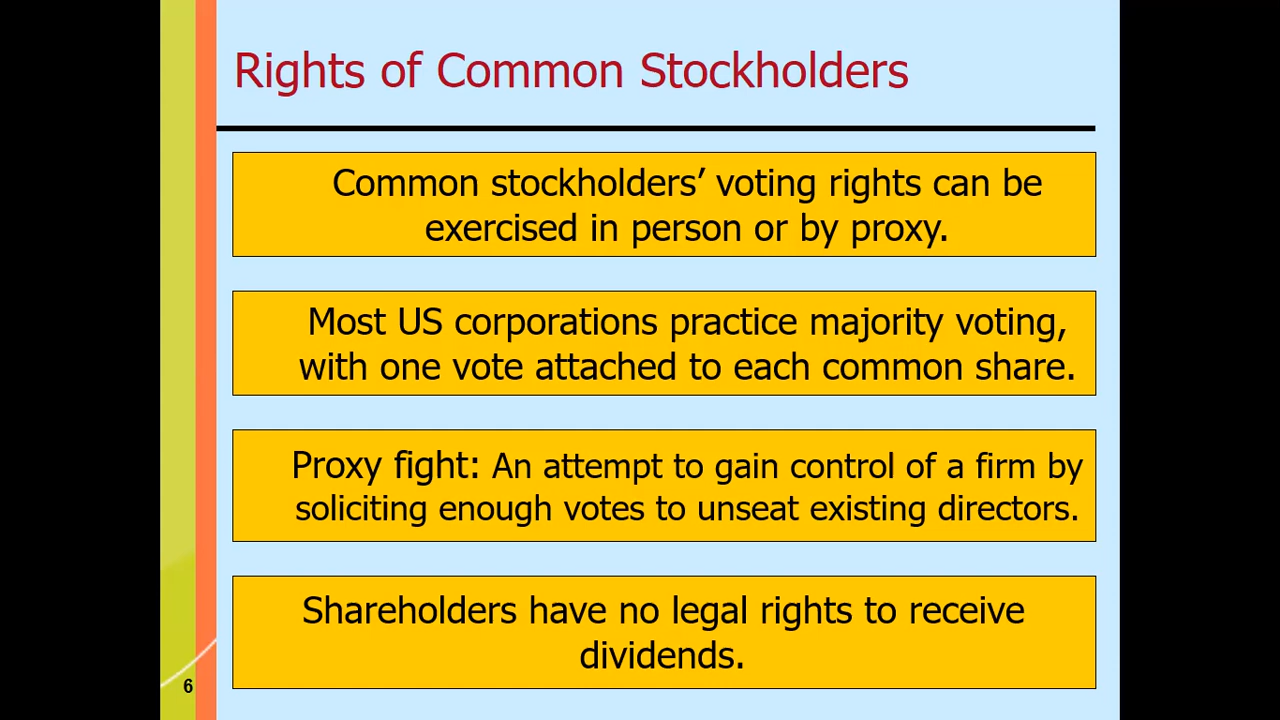 Rights of Common Stockholders
Common stockholders’ voting rights can be
exercised in person or by proxy.
Most US corporations practice majority voting,
with one vote attached to each common share.
Proxy fight: An attempt to gain control of a firm by
soliciting enough votes to unseat existing directors.
Shareholders have no legal rights to receive
dividends.
6